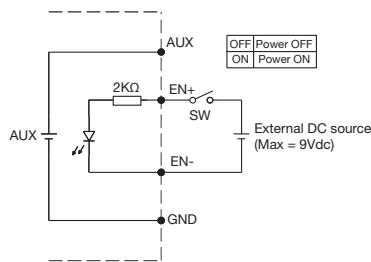 AUX
OFF Power OFF
ON Power ON
2KΩ
EN+
SW
AUX
External DC source
(Max = 9Vdc)
EN-
GND